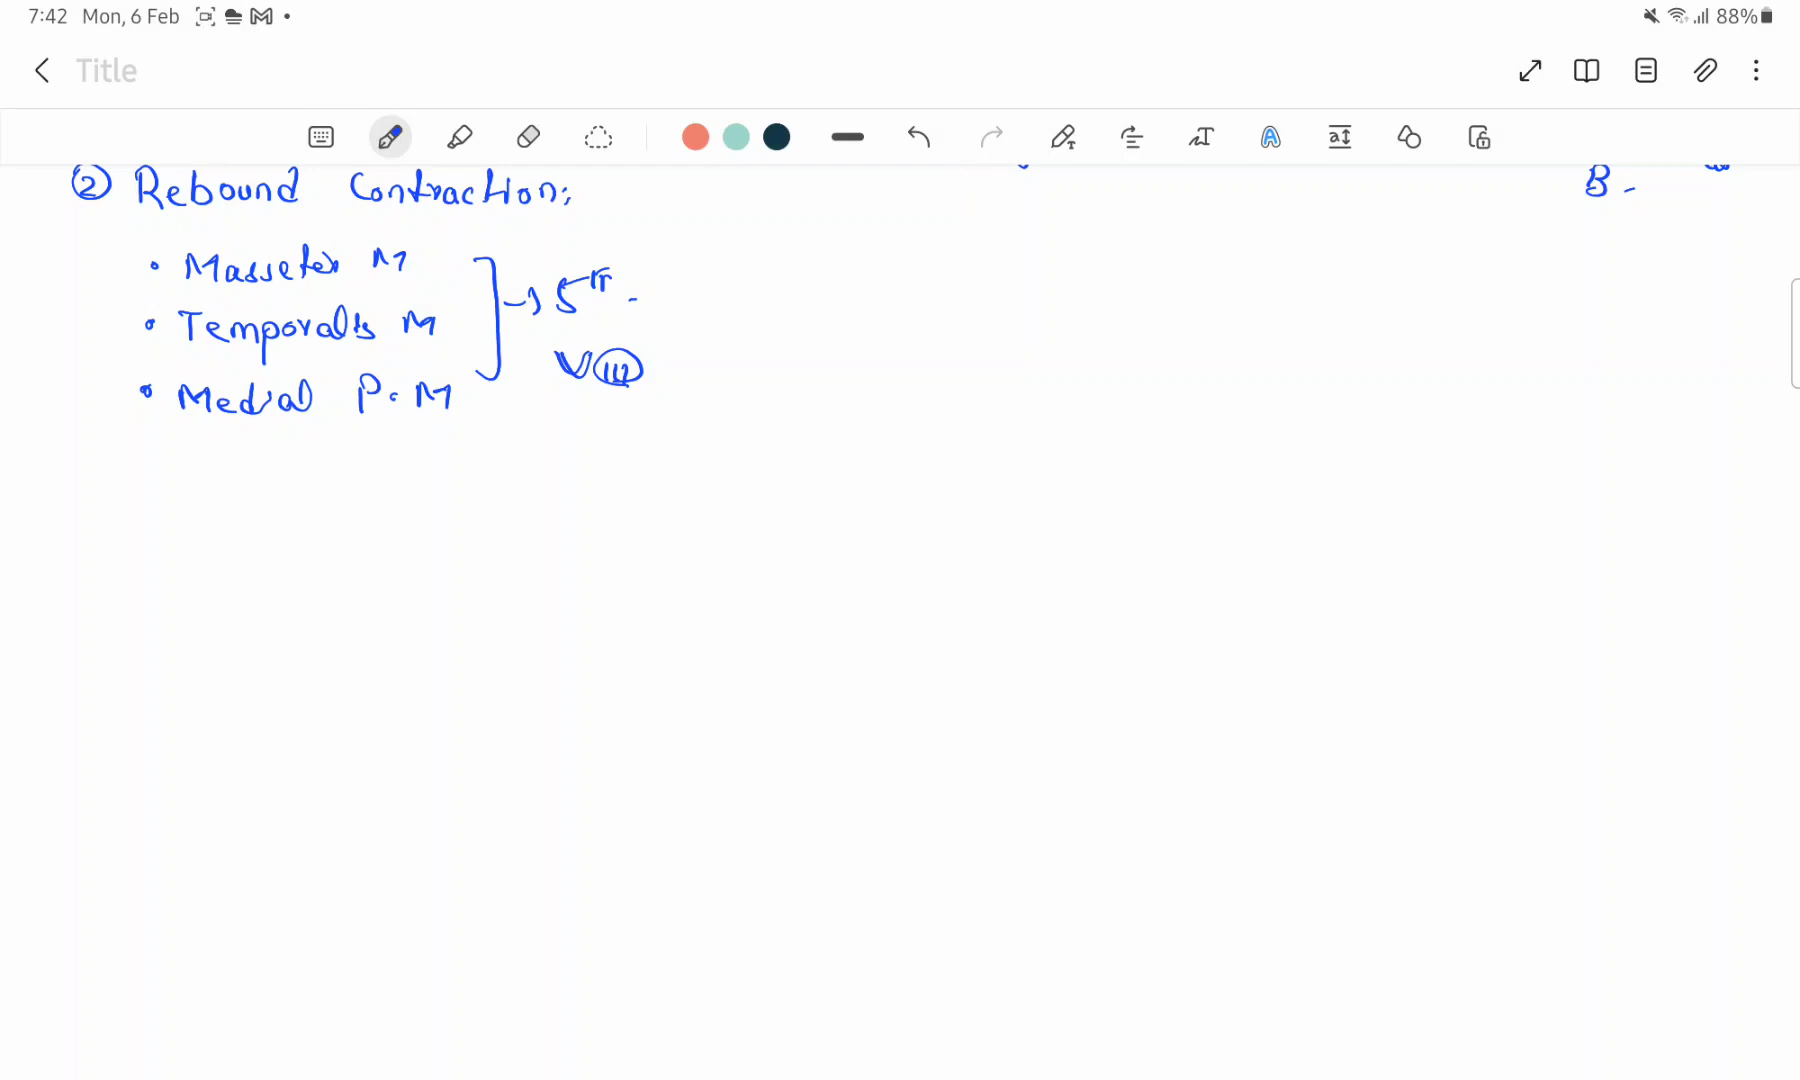 7:42 Mon, 6 Feb 88%
Title
② Rebound Contraction:
B -
• Masseter M
• Temporalis M
• Medial P. M
→ 5th -
V(III)